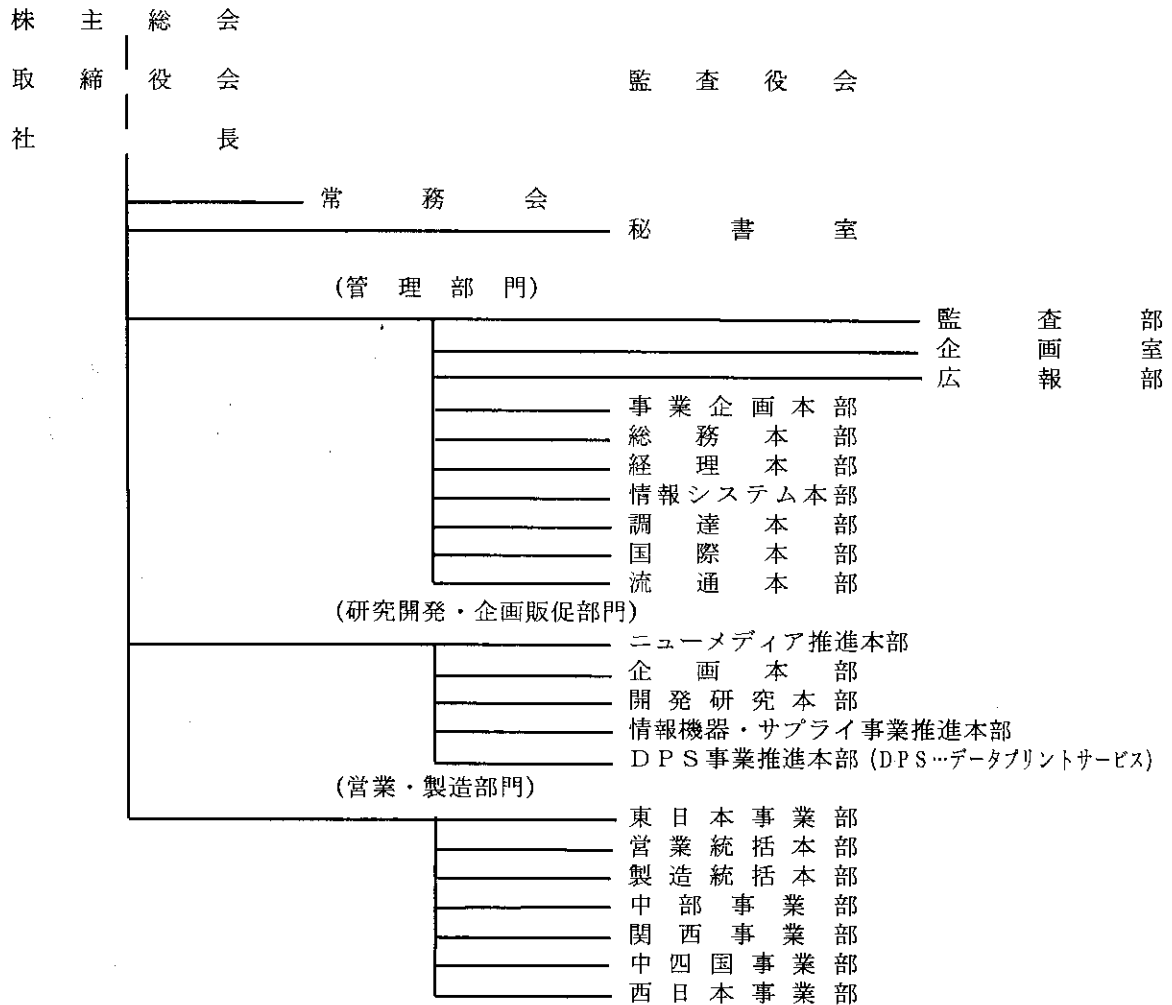 株主総会
取締役会 監査役会
社長
常務会
秘書室
(管理部門)
監査部
企画室
広報部
事業企画本部
総務本部
経理本部
情報システム本部
調達本部
国際本部
流通本部
(研究開発・企画販促部門)
ニューメディア推進本部
企画本部
開発研究本部
情報機器・サプライ事業推進本部
DPS事業推進本部(DPS…データプリントサービス)
(営業・製造部門)
東日本事業部
営業統括本部
製造統括本部
中部事業部
関西事業部
中四国事業部
西日本事業部